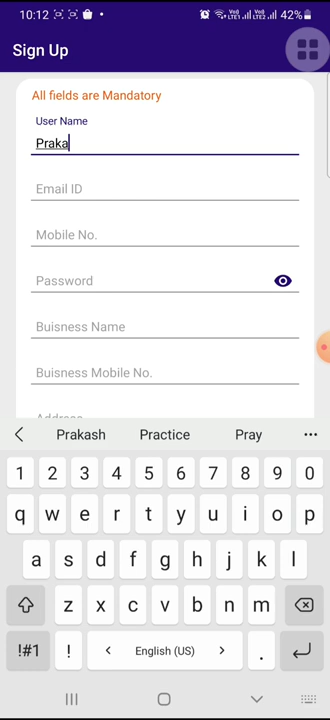 10:12 42%
Sign Up
All fields are Mandatory
User Name
Praka
Email ID
Mobile No.
Password
Buisness Name
Buisness Mobile No.
Address
Prakash Practice Pray
1 2 3 4 5 6 7 8 9 0
q w e r t y u i o p
a s d f g h j k l
z x c v b n m
!#1 ! English (US) .